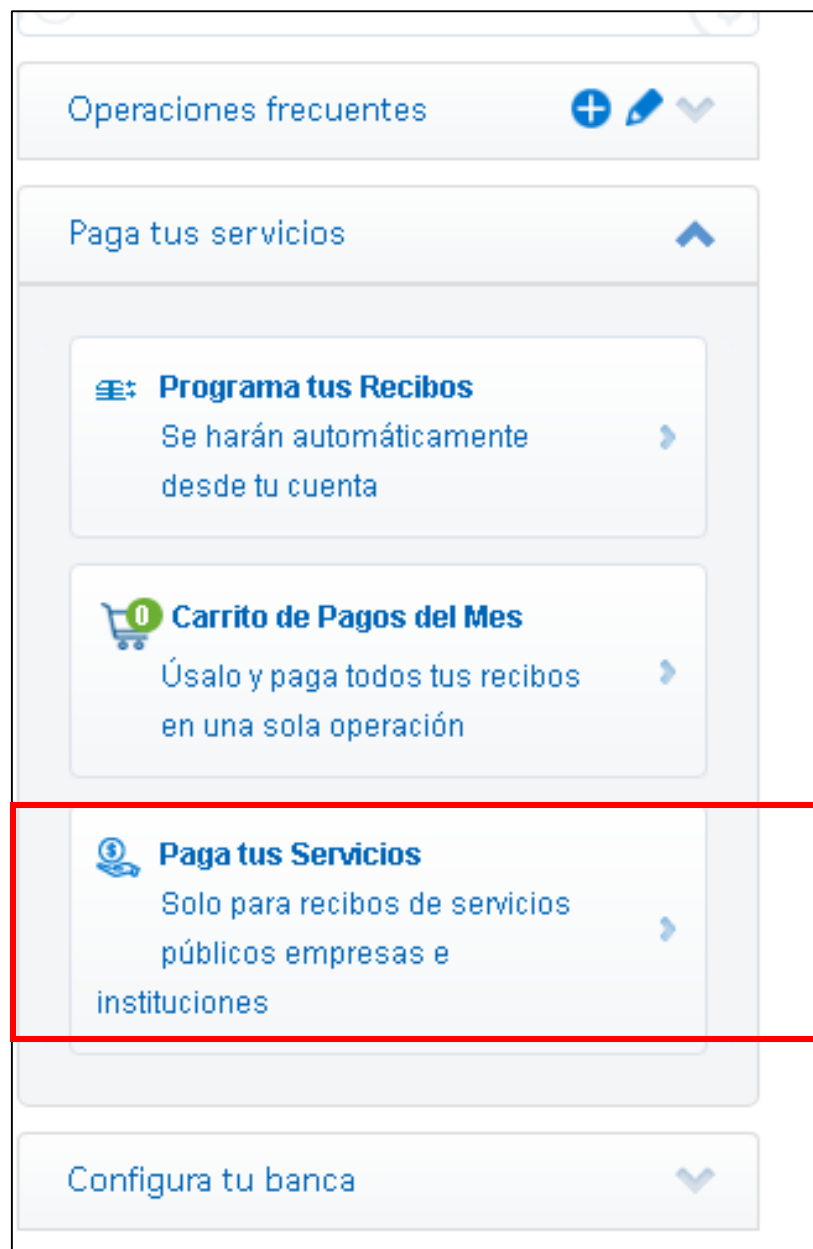 Operaciones frecuentes
Paga tus servicios
Programa tus Recibos
Se harán automáticamente
desde tu cuenta
0 Carrito de Pagos del Mes
Úsalo y paga todos tus recibos
en una sola operación
Paga tus Servicios
Solo para recibos de servicios
públicos empresas e
instituciones
Configura tu banca